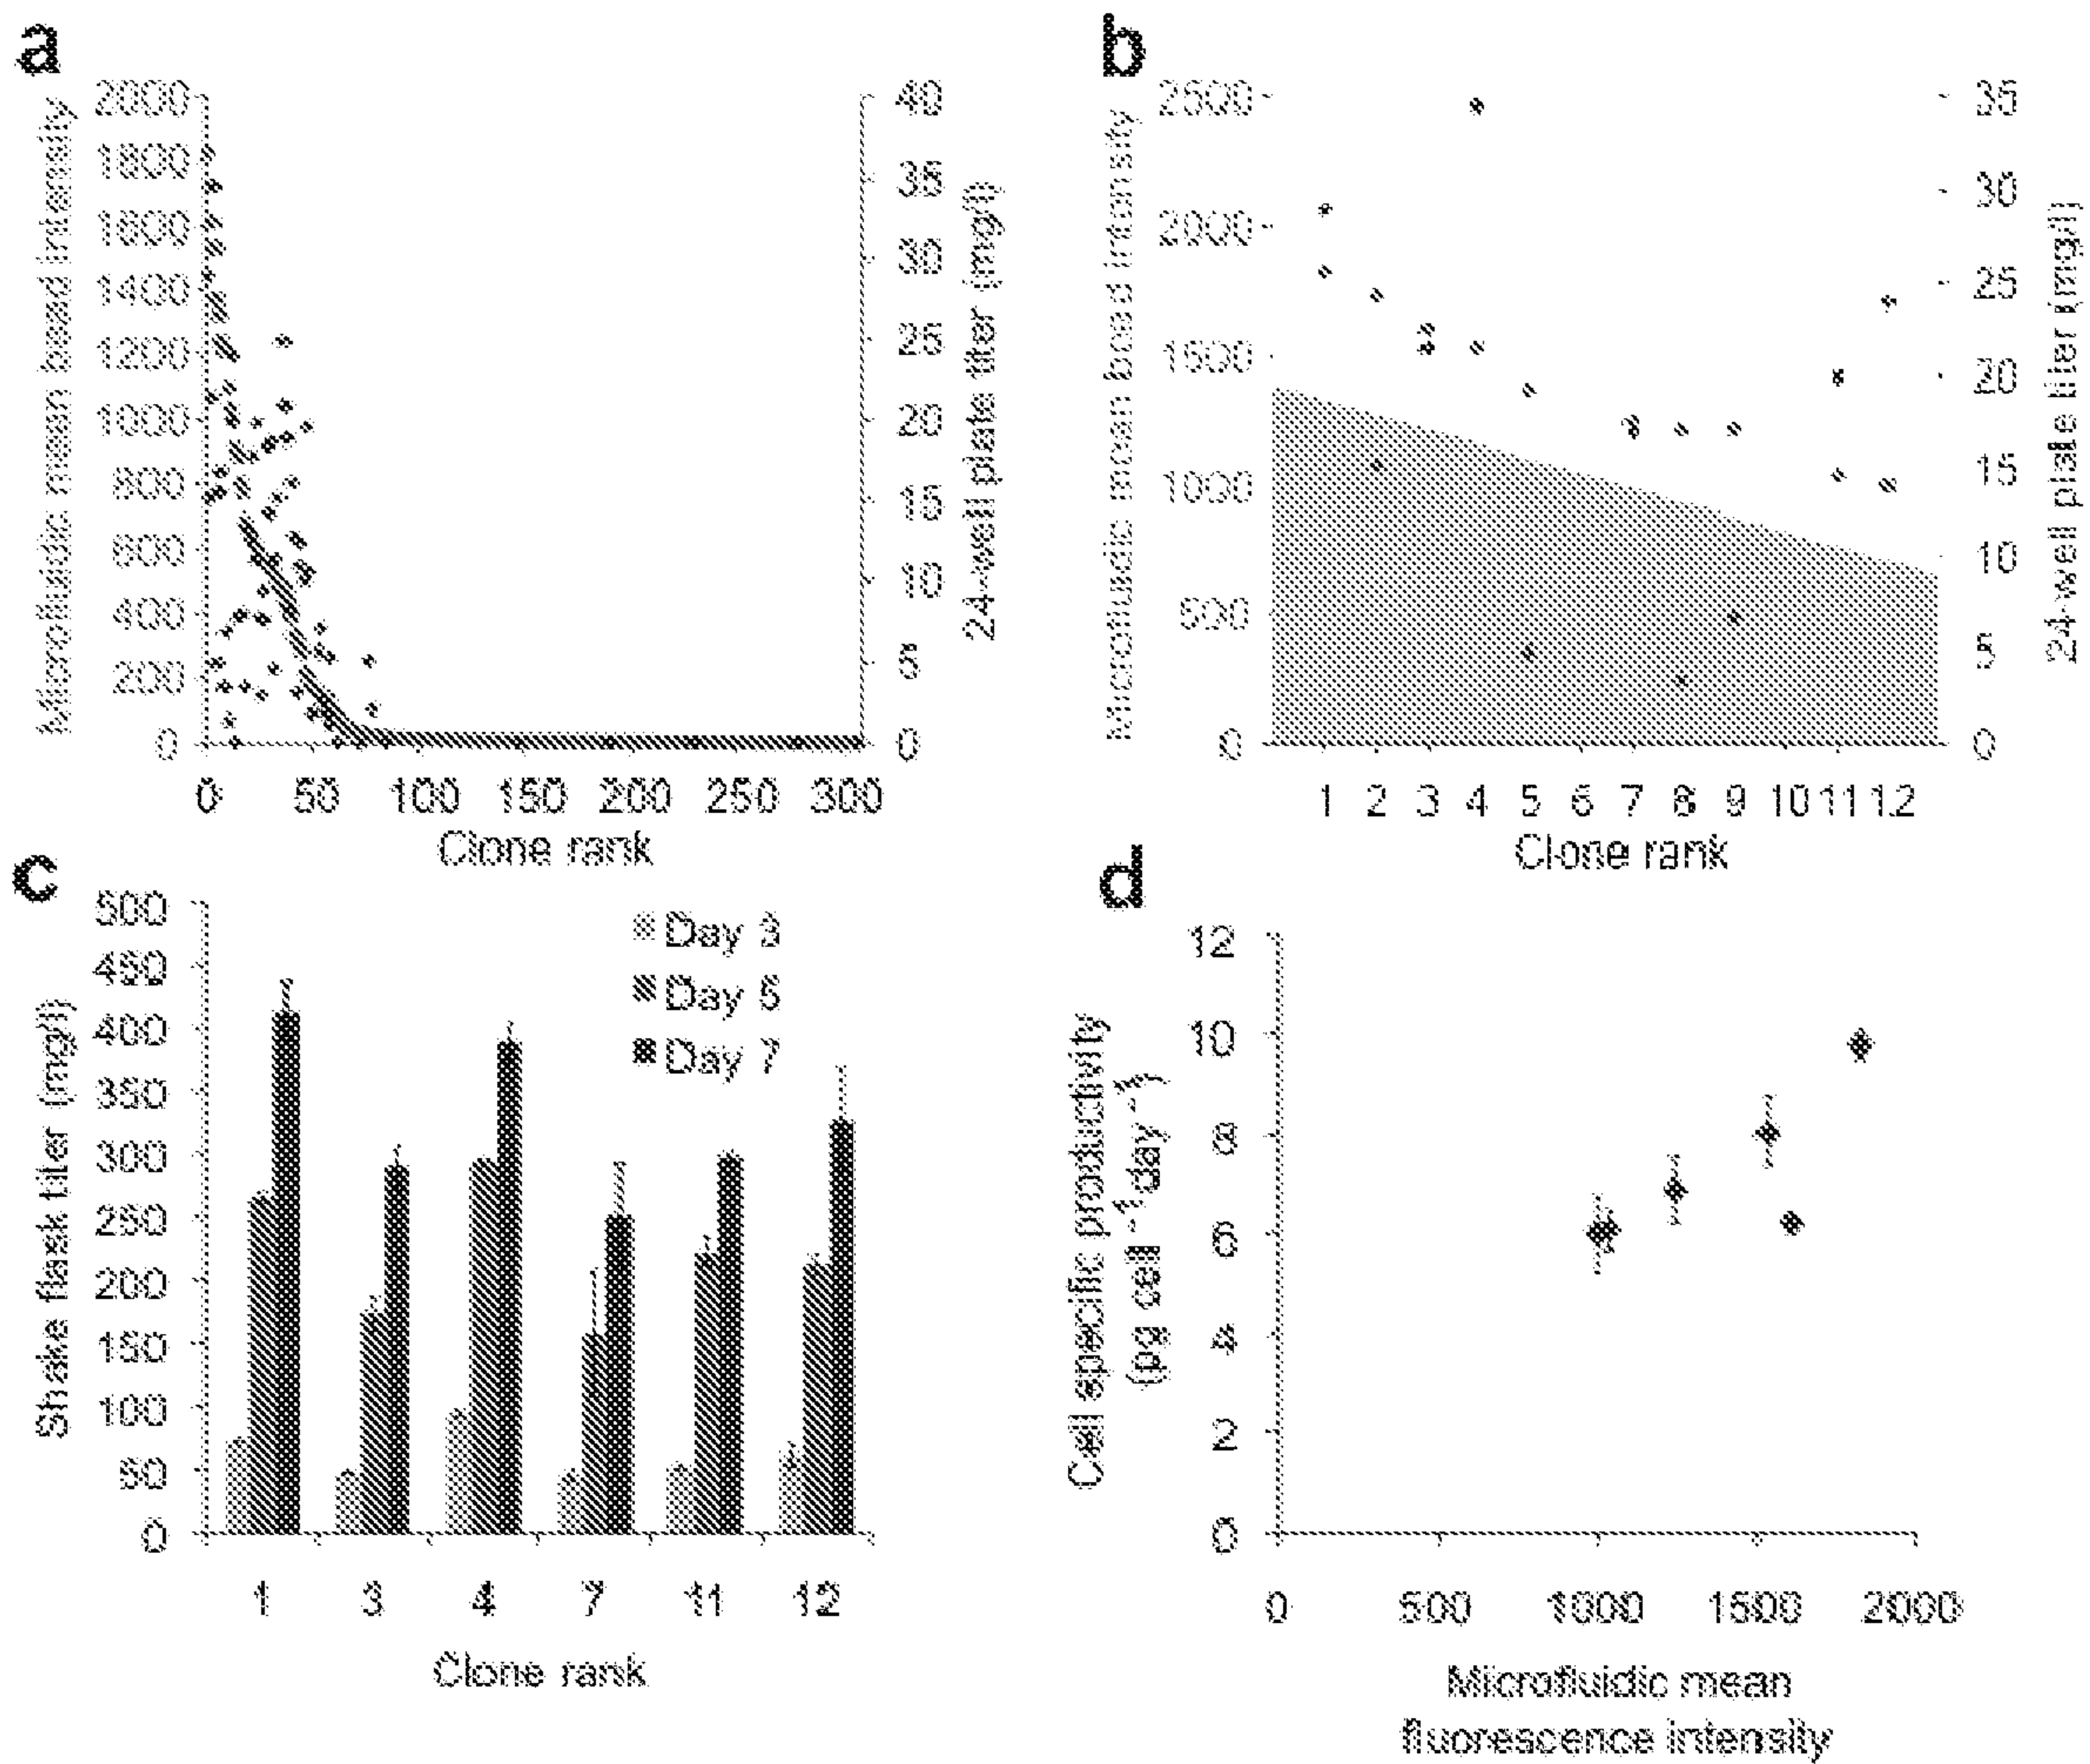 a
Microfluidic mean bead intensity
2000
1800
1600
1400
1200
1000
800
600
400
200
0
40
35
30
25
20
15
10
5
0
24-well plate titer (mg/l)
0 50 100 150 200 250 300
Clone rank
b
Microfluidic mean bead intensity
2500
2000
1500
1000
500
0
35
30
25
20
15
10
5
0
24-well plate titer (mg/l)
1 2 3 4 5 6 7 8 9 10 11 12
Clone rank
c
Shake flask titer (mg/l)
500
450
400
350
300
250
200
150
100
50
0
Day 3
Day 5
Day 7
1 3 4 7 11 12
Clone rank
d
Cell specific productivity
(pg cell⁻¹ day⁻¹)
12
10
8
6
4
2
0
0 500 1000 1500 2000
Microfluidic mean
fluorescence intensity